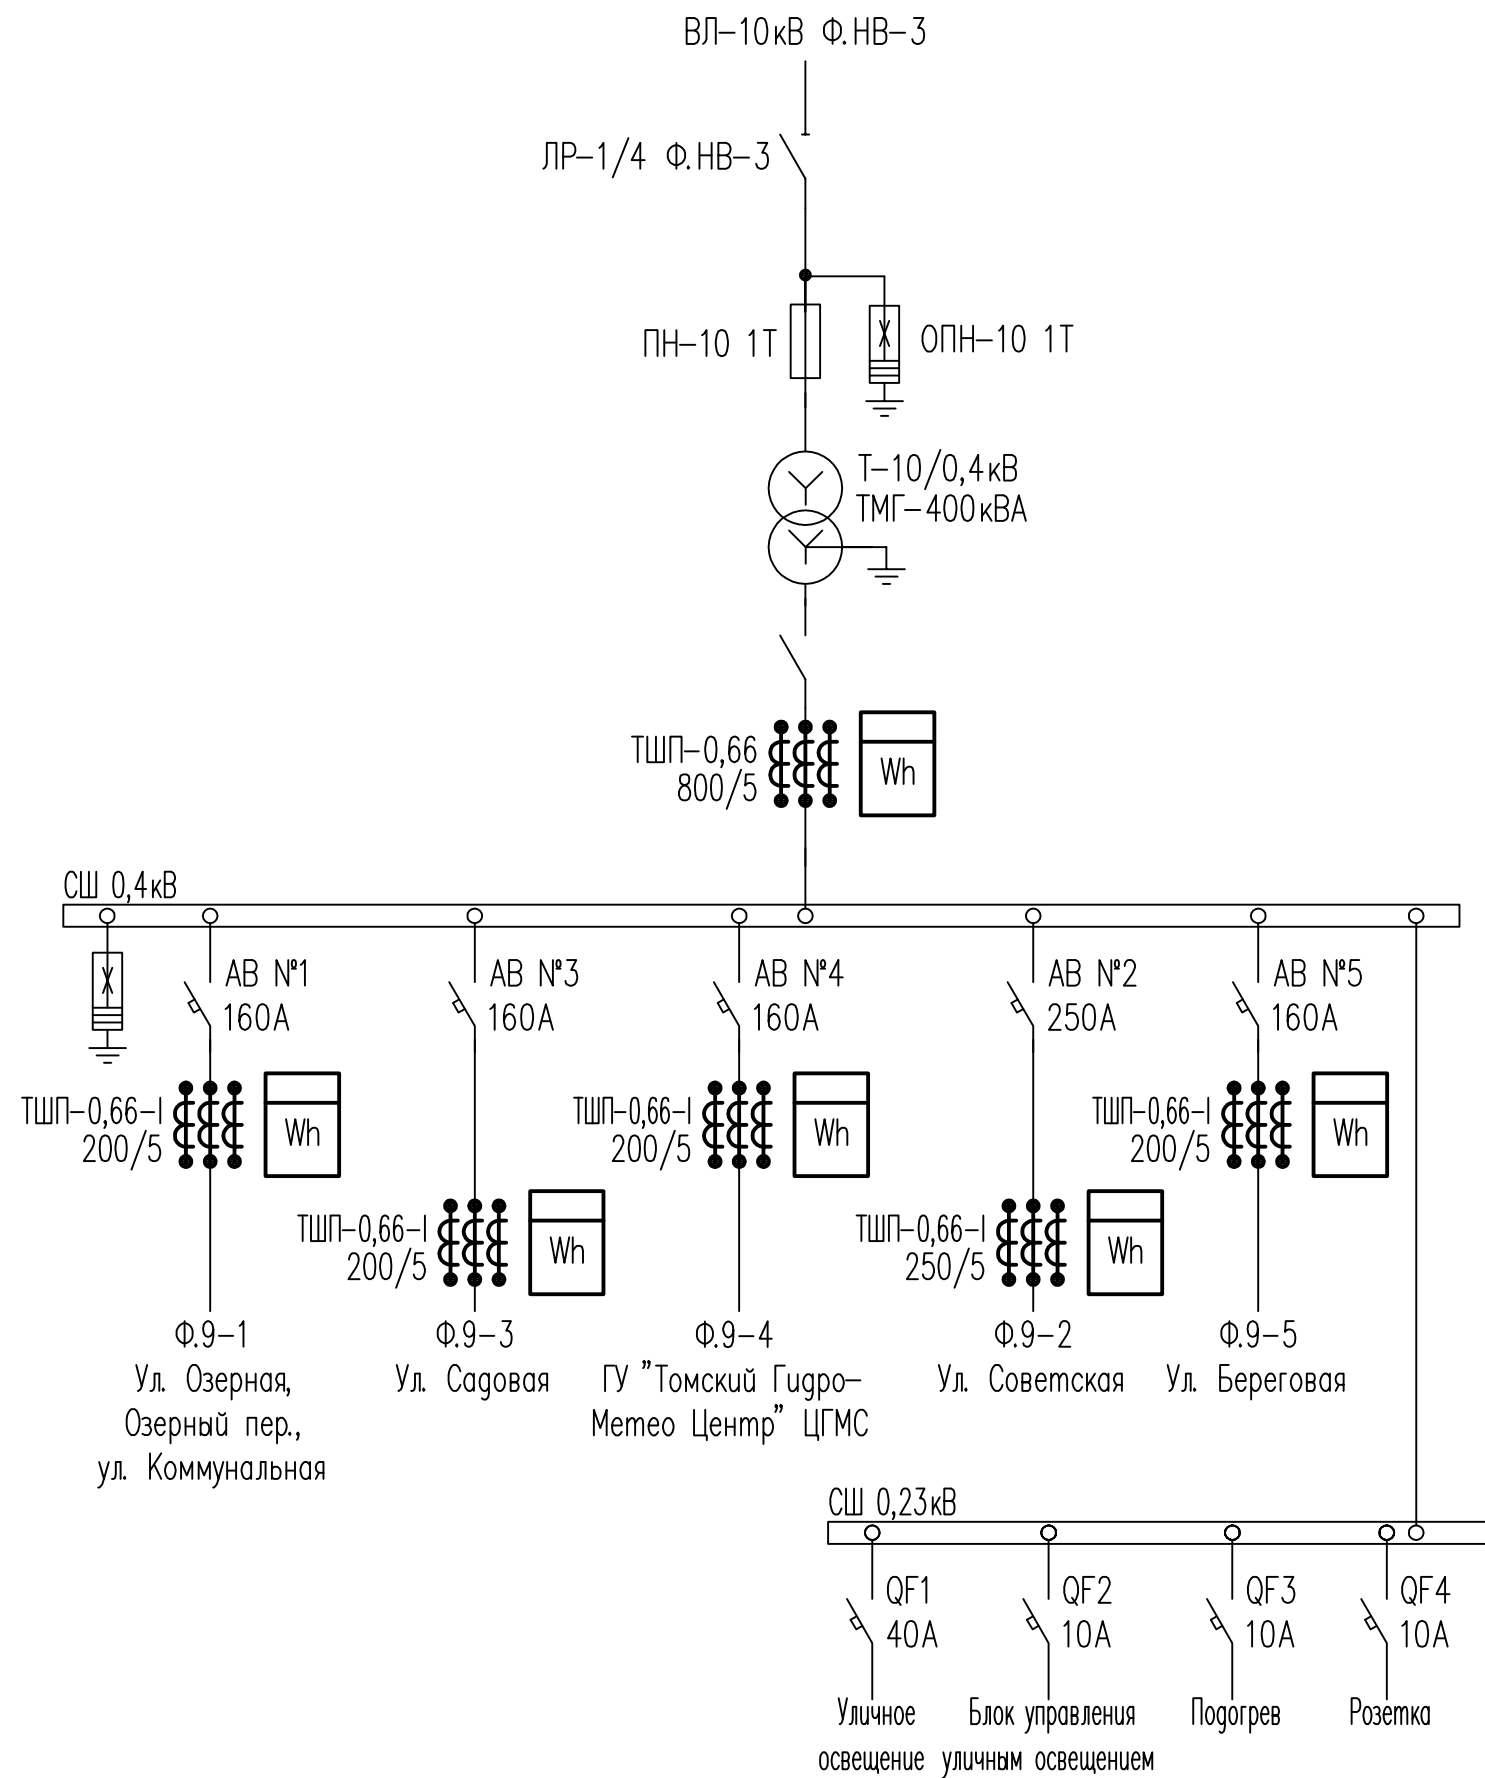 ВЛ-10кВ Ф.НВ-3
ЛР-1/4 Ф.НВ-3
ПН-10 1Т
ОПН-10 1Т
Т-10/0,4кВ
ТМГ-400кВА
ТШП-0,66
800/5
Wh
СШ 0,4кВ
АВ №1
160А
АВ №3
160А
АВ №4
160А
АВ №2
250А
АВ №5
160А
ТШП-0,66-I
200/5
Wh
ТШП-0,66-I
200/5
Wh
ТШП-0,66-I
200/5
Wh
ТШП-0,66-I
250/5
Wh
ТШП-0,66-I
200/5
Wh
Ф.9-1
Ул. Озерная,
Озерный пер.,
ул. Коммунальная
Ф.9-3
Ул. Садовая
Ф.9-4
ГУ "Томский Гидро-
Метео Центр" ЦГМС
Ф.9-2
Ул. Советская
Ф.9-5
Ул. Береговая
СШ 0,23кВ
QF1
40А
QF2
10А
QF3
10А
QF4
10А
Уличное
освещение
Блок управления
уличным освещением
Подогрев
Розетка